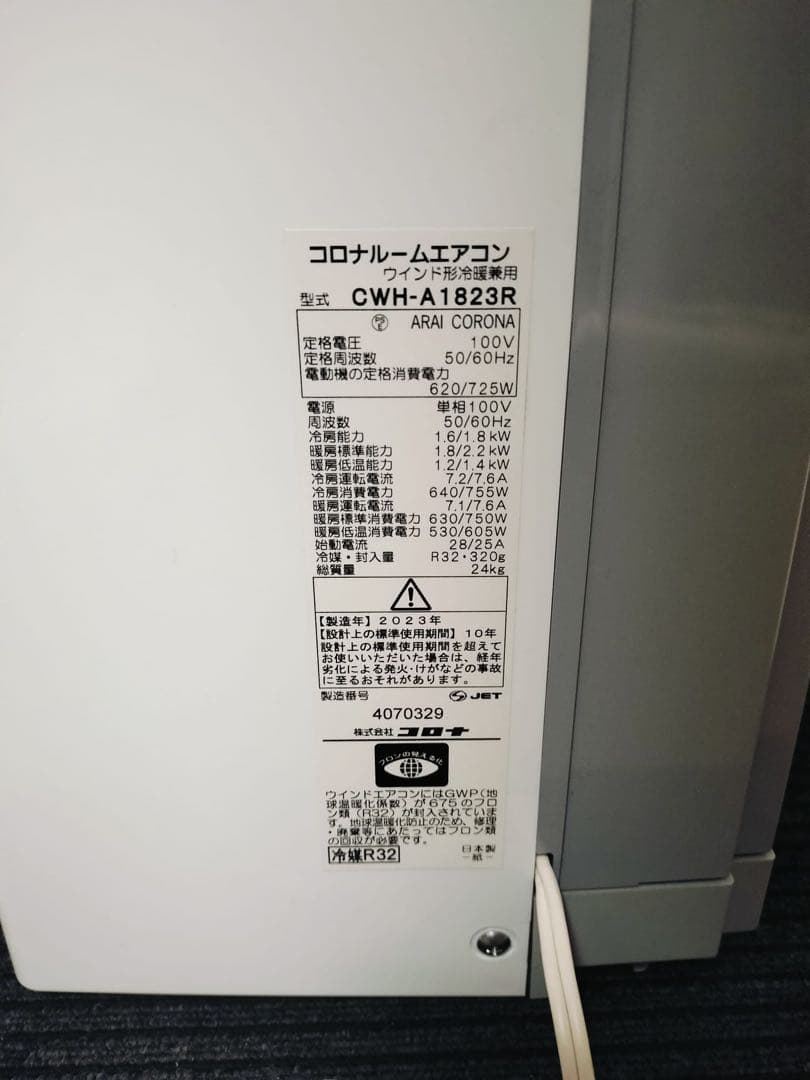 コロナルームエアコン
ウインド形冷暖兼用
型式 CWH-A1823R
PSE ARAI CORONA
定格電圧 100V
定格周波数 50/60Hz
電動機の定格消費電力
620/725W
電源 単相100V
周波数 50/60Hz
冷房能力 1.6/1.8kW
暖房標準能力 1.8/2.2kW
暖房低温能力 1.2/1.4kW
冷房運転電流 7.2/7.6A
冷房消費電力 640/755W
暖房運転電流 7.1/7.6A
暖房標準消費電力 630/750W
暖房低温消費電力 530/605W
始動電流 28/25A
冷媒・封入量 R32・320g
総質量 24kg
【製造年】2023年
【設計上の標準使用期間】10年
設計上の標準使用期間を超えて
お使いいただいた場合は、経年
劣化による発火・けがなどの事故
に至るおそれがあります。
製造番号 JET
4070329
株式会社 コロナ
フロンの見える化
ウインドエアコンにはGWP(地
球温暖化係数)が675のフロ
ン類(R32)が封入されていま
す。地球温暖化防止のため、修理
・廃棄等にあたってはフロン類
の回収が必要です。
冷媒R32 日本製
-紙-